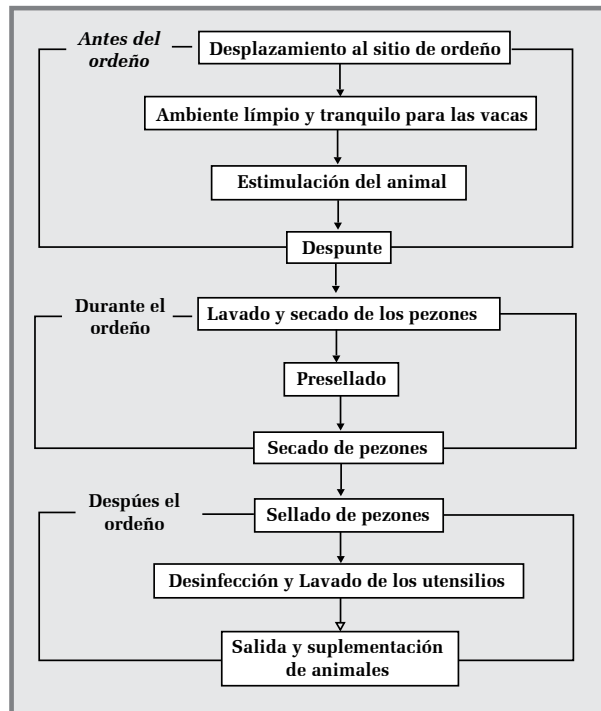 Antes del
ordeño
Desplazamiento al sitio de ordeño
Ambiente límpio y tranquilo para las vacas
Estimulación del animal
Despunte
Durante el
ordeño
Lavado y secado de los pezones
Presellado
Secado de pezones
Despúes el
ordeño
Sellado de pezones
Desinfección y Lavado de los utensilios
Salida y suplementación
de animales